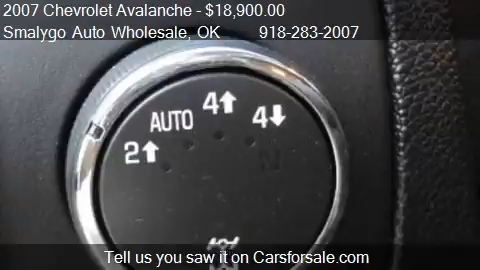 2007 Chevrolet Avalanche - $18,900.00
Smalygo Auto Wholesale, OK 918-283-2007
AUTO 4⬆ 4⬇
2⬆ N
Tell us you saw it on Carsforsale.com